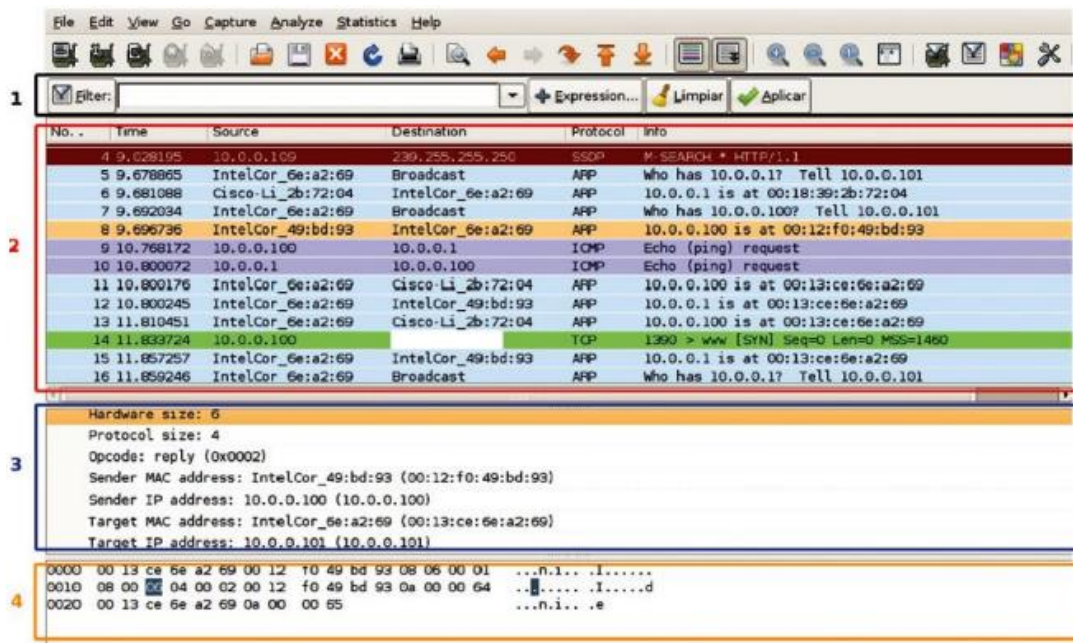 File Edit View Go Capture Analyze Statistics Help
1
Filter: Expression... Limpiar Aplicar
2
No. . Time Source Destination Protocol Info
4 9.028195 10.0.0.109 239.255.255.250 SSDP M-SEARCH * HTTP/1.1
5 9.678865 IntelCor_6e:a2:69 Broadcast ARP Who has 10.0.0.1? Tell 10.0.0.101
6 9.681088 Cisco-Li_2b:72:04 IntelCor_6e:a2:69 ARP 10.0.0.1 is at 00:18:39:2b:72:04
7 9.692034 IntelCor_6e:a2:69 Broadcast ARP Who has 10.0.0.100? Tell 10.0.0.101
8 9.696736 IntelCor_49:bd:93 IntelCor_6e:a2:69 ARP 10.0.0.100 is at 00:12:f0:49:bd:93
9 10.768172 10.0.0.100 10.0.0.1 ICMP Echo (ping) request
10 10.800072 10.0.0.1 10.0.0.100 ICMP Echo (ping) request
11 10.800176 IntelCor_6e:a2:69 Cisco-Li_2b:72:04 ARP 10.0.0.100 is at 00:13:ce:6e:a2:69
12 10.800245 IntelCor_6e:a2:69 IntelCor_49:bd:93 ARP 10.0.0.1 is at 00:13:ce:6e:a2:69
13 11.810451 IntelCor_6e:a2:69 Cisco-Li_2b:72:04 ARP 10.0.0.100 is at 00:13:ce:6e:a2:69
14 11.833724 10.0.0.100 TCP 1390 > www [SYN] Seq=0 Len=0 MSS=1460
15 11.857257 IntelCor_6e:a2:69 IntelCor_49:bd:93 ARP 10.0.0.1 is at 00:13:ce:6e:a2:69
16 11.859246 IntelCor_6e:a2:69 Broadcast ARP Who has 10.0.0.1? Tell 10.0.0.101
3
Hardware size: 6
Protocol size: 4
Opcode: reply (0x0002)
Sender MAC address: IntelCor_49:bd:93 (00:12:f0:49:bd:93)
Sender IP address: 10.0.0.100 (10.0.0.100)
Target MAC address: IntelCor_6e:a2:69 (00:13:ce:6e:a2:69)
Target IP address: 10.0.0.101 (10.0.0.101)
4
0000 00 13 ce 6e a2 69 00 12 f0 49 bd 93 08 06 00 01 ...n.i.. .I......
0010 08 00 06 04 00 02 00 12 f0 49 bd 93 0a 00 00 64 ........ .I.....d
0020 00 13 ce 6e a2 69 0a 00 00 65 ...n.i.. .e